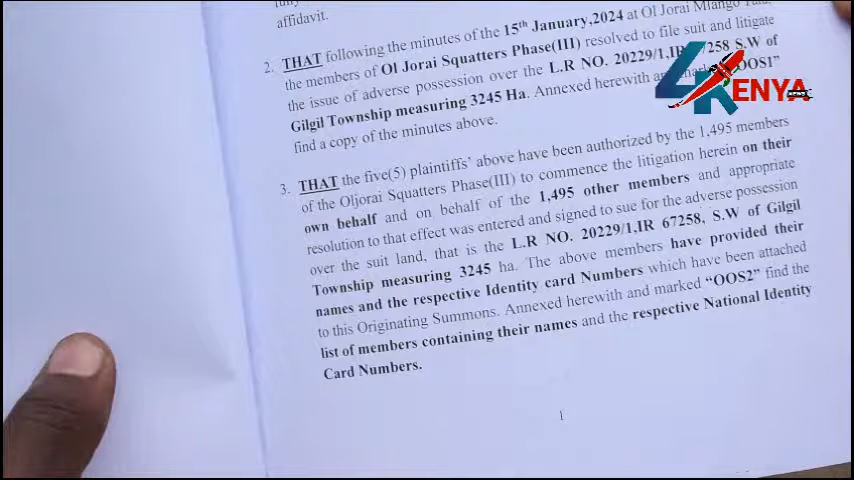 affidavit.
2. THAT following the minutes of the 15th January,2024 at Ol Jorai Mlango
the members of Ol Jorai Squatters Phase(III) resolved to file suit and litigate
the issue of adverse possession over the L.R NO. 20229/1,IR 67258 S.W of
Gilgil Township measuring 3245 Ha. Annexed herewith and marked "OOS1"
find a copy of the minutes above.
3. THAT the five(5) plaintiffs' above have been authorized by the 1,495 members
of the Oljorai Squatters Phase(III) to commence the litigation herein on their
own behalf and on behalf of the 1,495 other members and appropriate
resolution to that effect was entered and signed to sue for the adverse possession
over the suit land, that is the L.R NO. 20229/1,IR 67258, S.W of Gilgil
Township measuring 3245 ha. The above members have provided their
names and the respective Identity card Numbers which have been attached
to this Originating Summons. Annexed herewith and marked "OOS2" find the
list of members containing their names and the respective National Identity
Card Numbers.
1
4KENYA